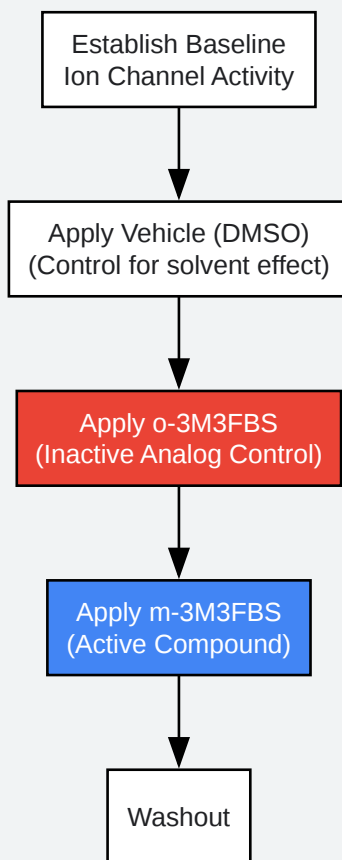 Establish Baseline
Ion Channel Activity
Apply Vehicle (DMSO)
(Control for solvent effect)
Apply o-3M3FBS
(Inactive Analog Control)
Apply m-3M3FBS
(Active Compound)
Washout